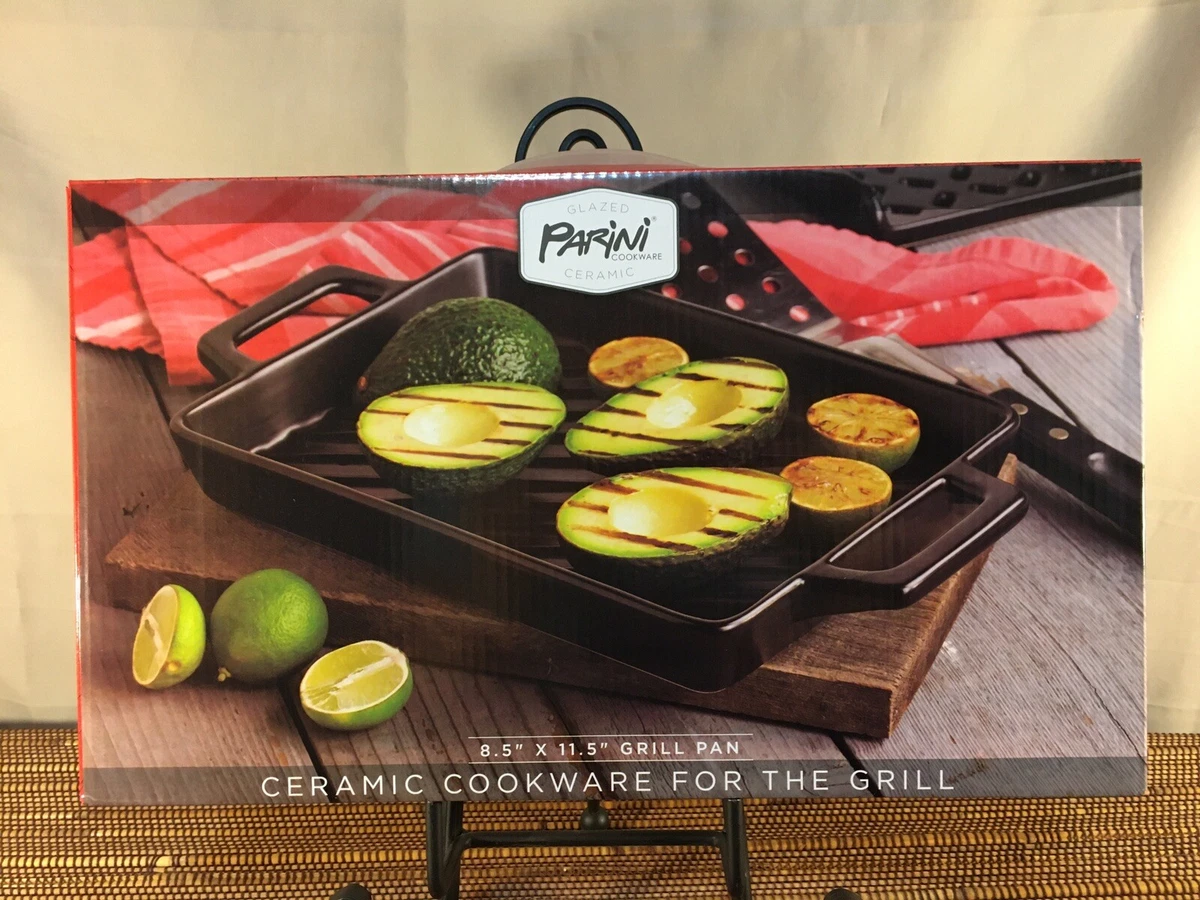 GLAZED
PARiNi®
COOKWARE
CERAMIC
8.5" X 11.5" GRILL PAN
CERAMIC COOKWARE FOR THE GRILL